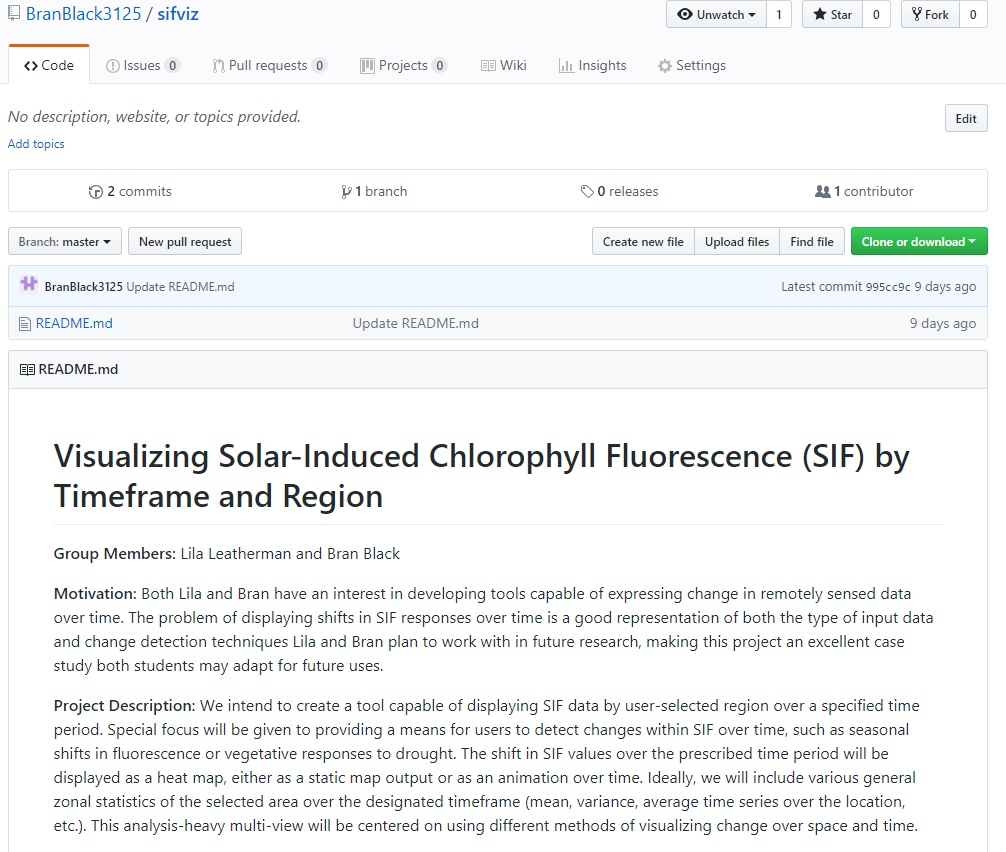 BranBlack3125 / sifviz
Unwatch 1 Star 0 Fork 0
Code Issues 0 Pull requests 0 Projects 0 Wiki Insights Settings
No description, website, or topics provided.
Edit
Add topics
2 commits 1 branch 0 releases 1 contributor
Branch: master New pull request Create new file Upload files Find file Clone or download
BranBlack3125 Update README.md Latest commit 995cc9c 9 days ago
README.md Update README.md 9 days ago
README.md
Visualizing Solar-Induced Chlorophyll Fluorescence (SIF) by
Timeframe and Region
Group Members: Lila Leatherman and Bran Black
Motivation: Both Lila and Bran have an interest in developing tools capable of expressing change in remotely sensed data
over time. The problem of displaying shifts in SIF responses over time is a good representation of both the type of input data
and change detection techniques Lila and Bran plan to work with in future research, making this project an excellent case
study both students may adapt for future uses.
Project Description: We intend to create a tool capable of displaying SIF data by user-selected region over a specified time
period. Special focus will be given to providing a means for users to detect changes within SIF over time, such as seasonal
shifts in fluorescence or vegetative responses to drought. The shift in SIF values over the prescribed time period will be
displayed as a heat map, either as a static map output or as an animation over time. Ideally, we will include various general
zonal statistics of the selected area over the designated timeframe (mean, variance, average time series over the location,
etc.). This analysis-heavy multi-view will be centered on using different methods of visualizing change over space and time.